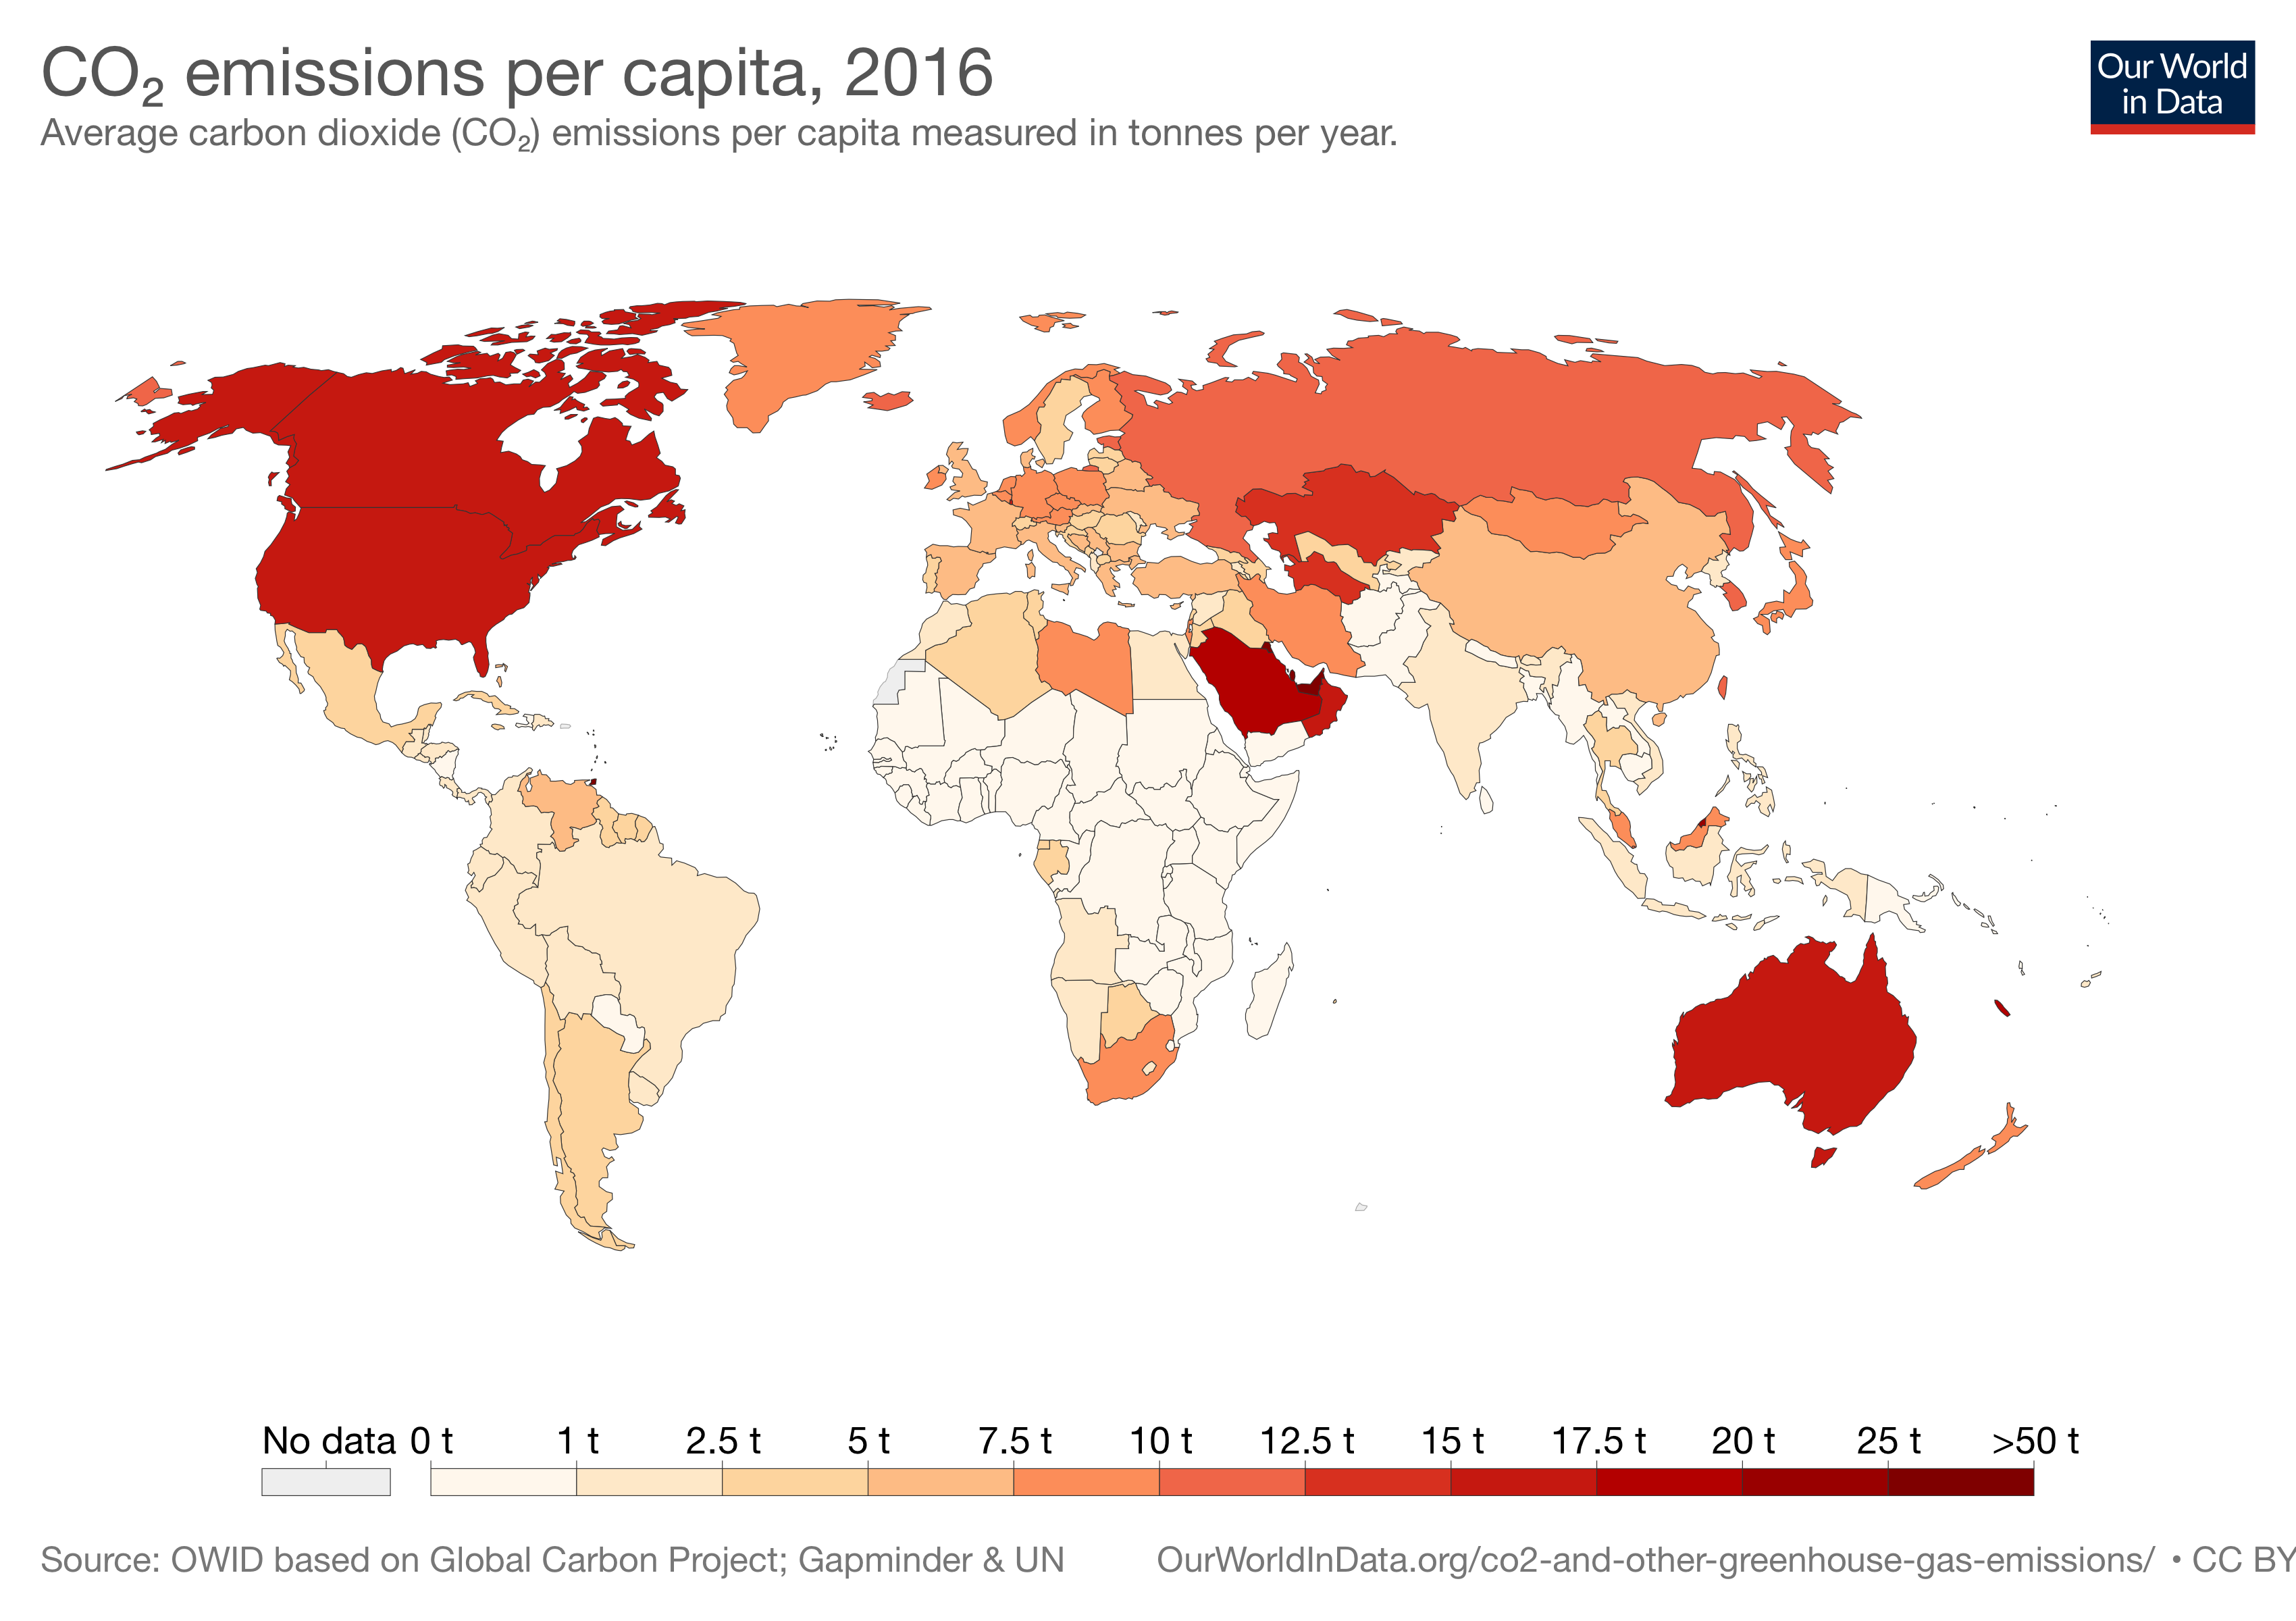 CO₂ emissions per capita, 2016
Average carbon dioxide (CO₂) emissions per capita measured in tonnes per year.
Our World
in Data
No data 0 t 1 t 2.5 t 5 t 7.5 t 10 t 12.5 t 15 t 17.5 t 20 t 25 t >50 t
Source: OWID based on Global Carbon Project; Gapminder & UN OurWorldInData.org/co2-and-other-greenhouse-gas-emissions/ • CC BY